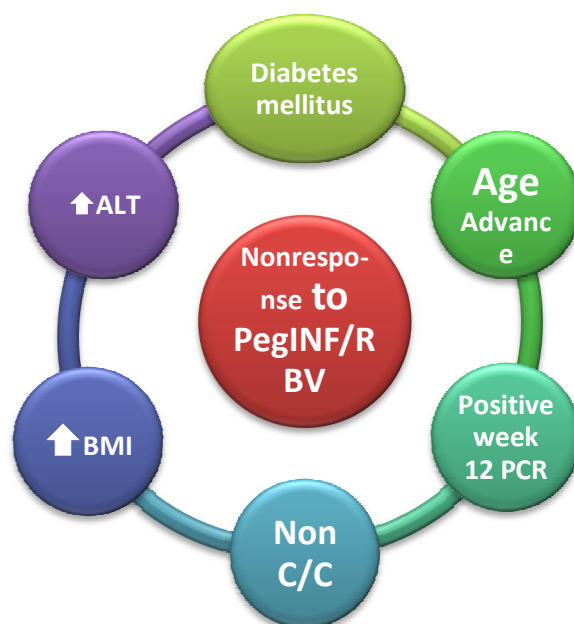 Diabetes
mellitus
Age
Advanc
e
Positive
week
12 PCR
Non
C/C
⬆BMI
⬆ALT
Nonrespo-
nse to
PegINF/R
BV